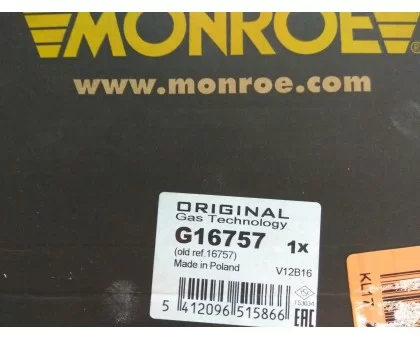 MONROE®
www.monroe.com
ORIGINAL
Gas Technology
G16757 1x
(old ref.16757)
Made in Poland V12B16
5 412096 515866
EAC